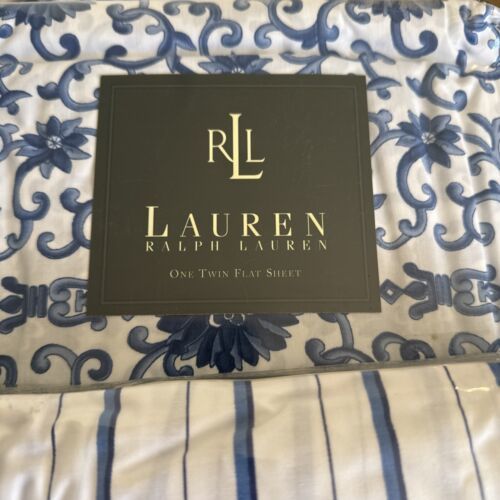 RLL
LAUREN
RALPH LAUREN
ONE TWIN FLAT SHEET